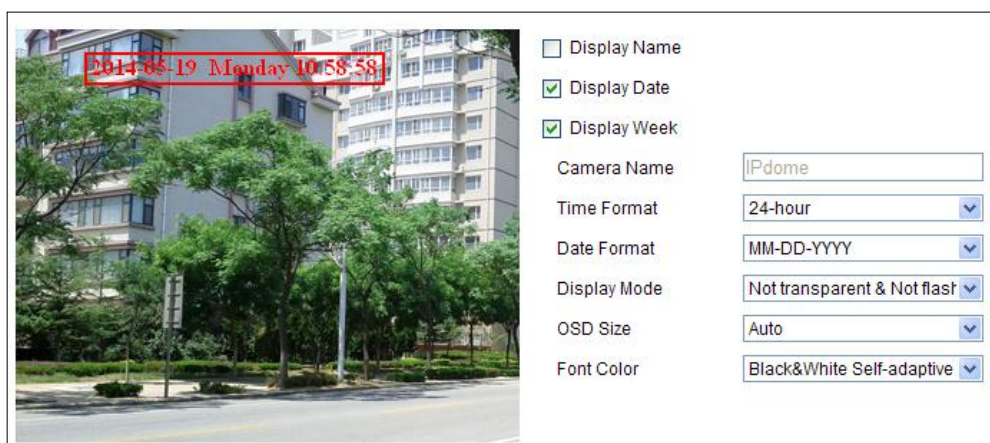 2014-05-19 Monday 10:58:58
Display Name
Display Date
Display Week
Camera Name IPdome
Time Format 24-hour
Date Format MM-DD-YYYY
Display Mode Not transparent & Not flash
OSD Size Auto
Font Color Black&White Self-adaptive